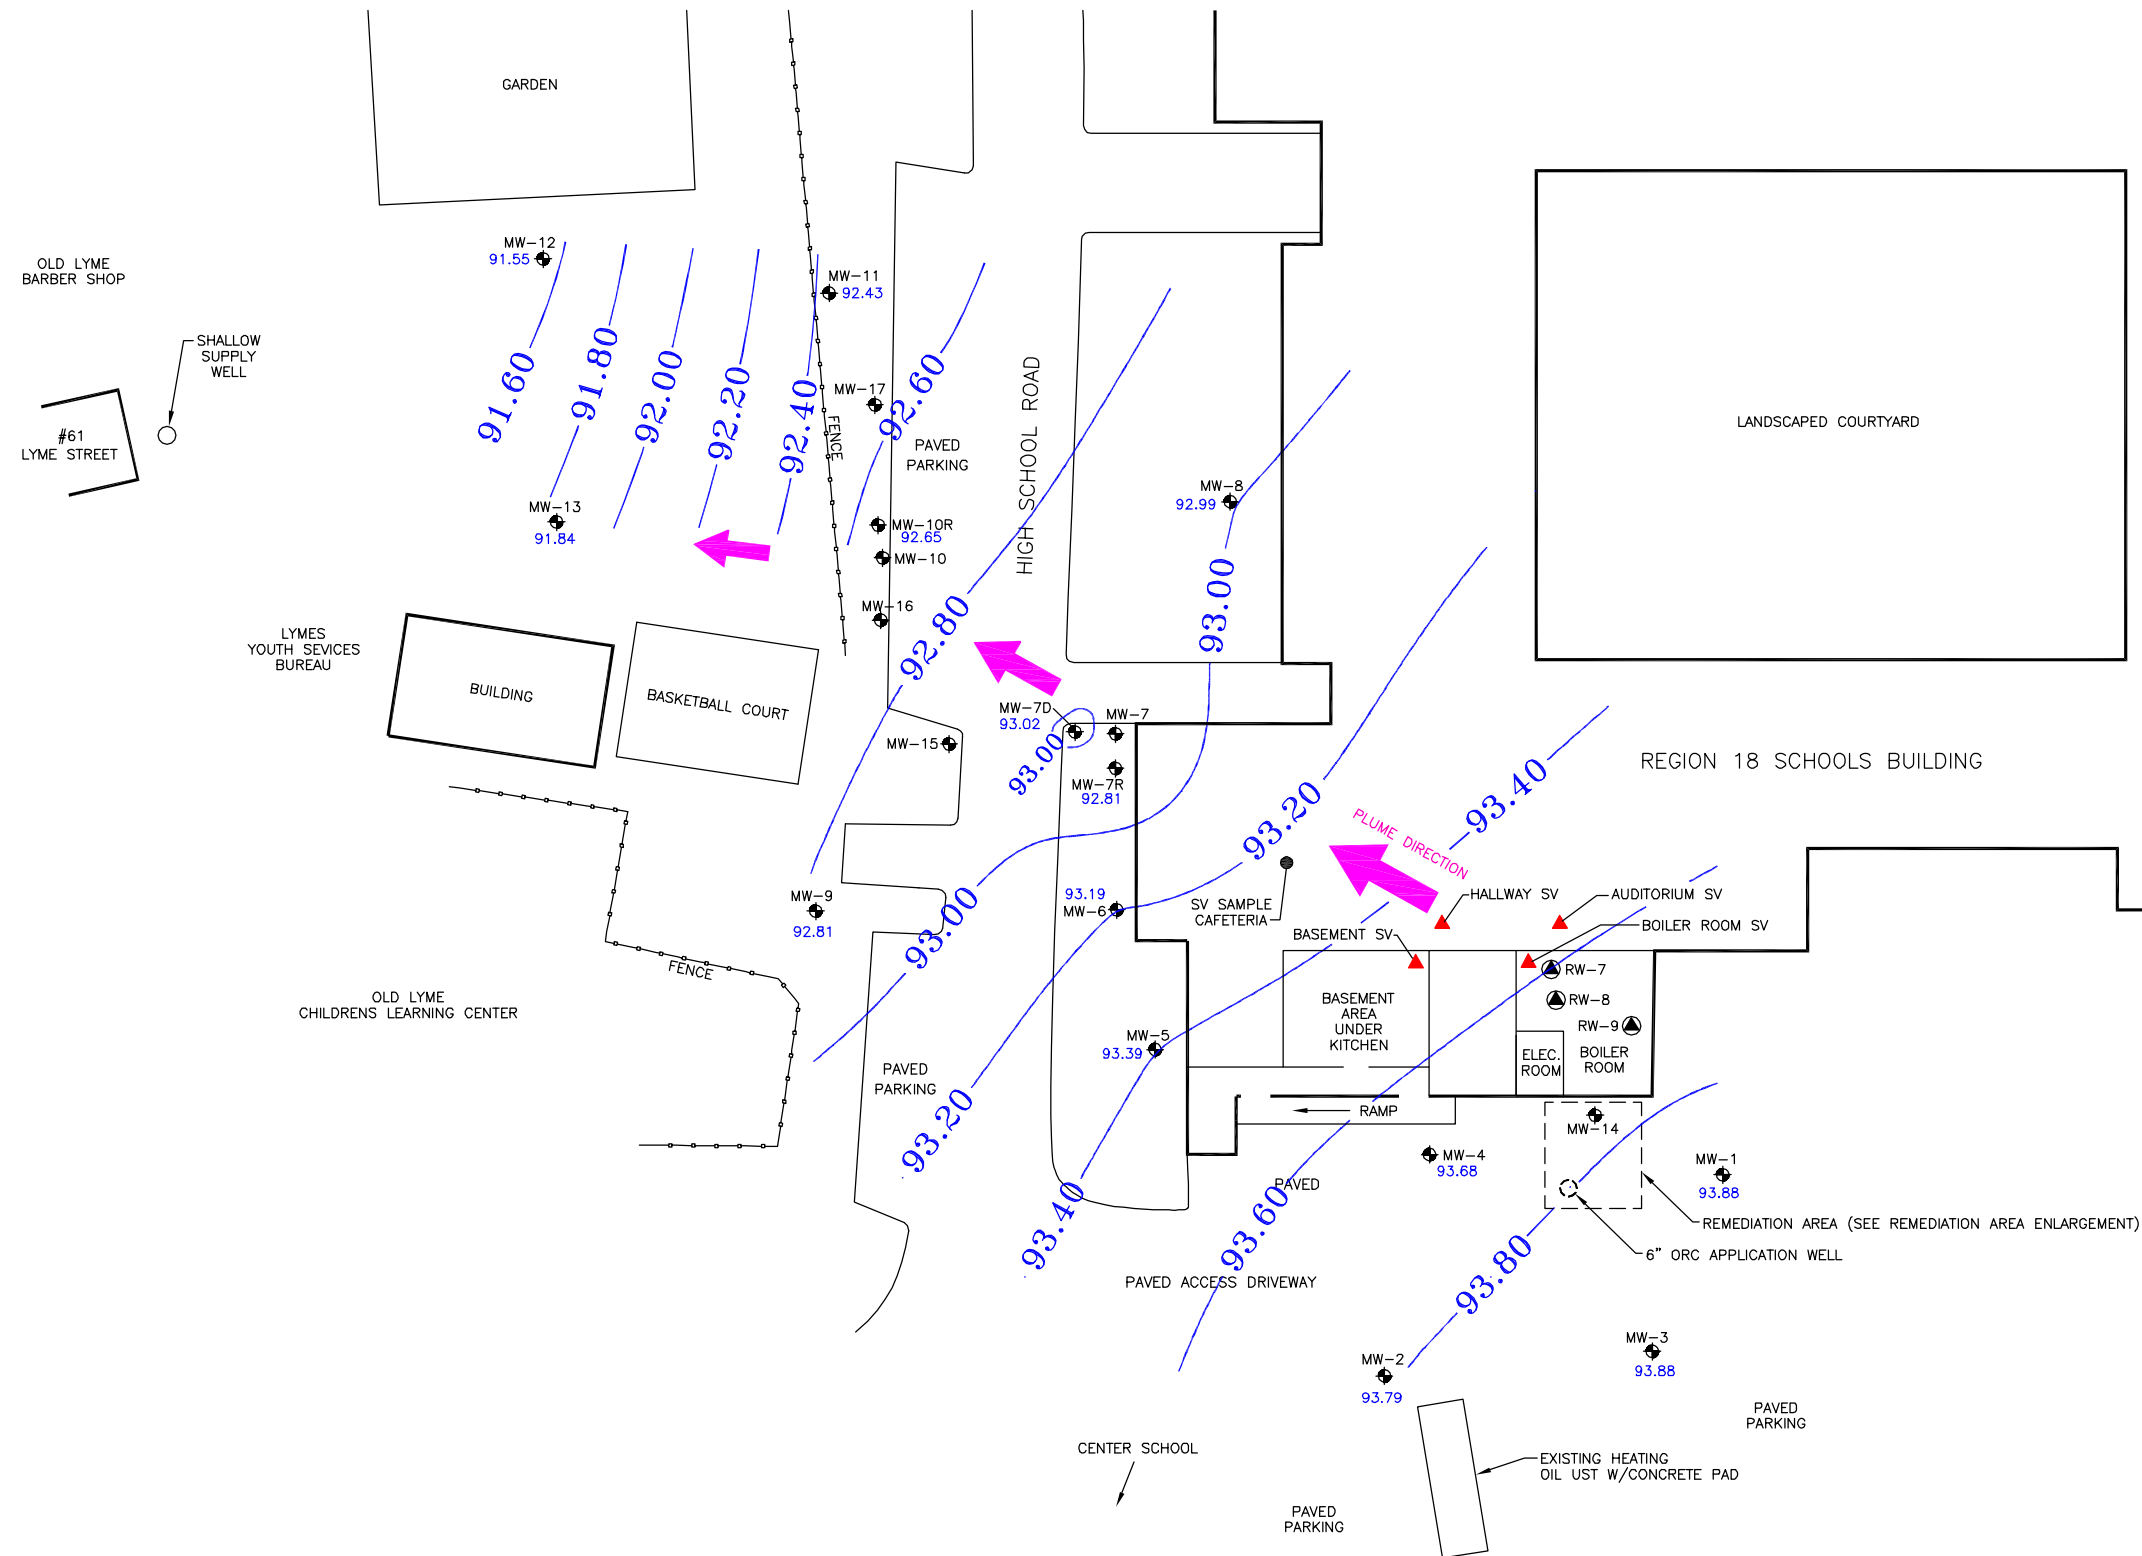 GARDEN
MW-12
91.55
OLD LYME
BARBER SHOP
MW-11
92.43
SHALLOW
SUPPLY
WELL
91.60
91.80
92.00
92.20
92.40
92.60
MW-17
FENCE
PAVED
PARKING
HIGH SCHOOL ROAD
#61
LYME STREET
LANDSCAPED COURTYARD
MW-8
92.99
MW-13
91.84
MW-10R
92.65
MW-10
MW-16
92.80
93.00
LYMES
YOUTH SEVICES
BUREAU
BUILDING
BASKETBALL COURT
MW-7D
93.02
MW-7
MW-15
93.00
MW-7R
92.81
REGION 18 SCHOOLS BUILDING
93.20
93.40
PLUME DIRECTION
MW-9
92.81
93.00
93.19
MW-6
SV SAMPLE
CAFETERIA
HALLWAY SV
AUDITORIUM SV
BASEMENT SV
BOILER ROOM SV
FENCE
RW-7
RW-8
RW-9
OLD LYME
CHILDRENS LEARNING CENTER
BASEMENT
AREA
UNDER
KITCHEN
MW-5
93.39
ELEC.
ROOM
BOILER
ROOM
PAVED
PARKING
93.20
RAMP
MW-14
MW-4
93.68
MW-1
93.88
PAVED
93.40
93.60
93.80
REMEDIATION AREA (SEE REMEDIATION AREA ENLARGEMENT)
6" ORC APPLICATION WELL
PAVED ACCESS DRIVEWAY
MW-2
93.79
MW-3
93.88
PAVED
PARKING
CENTER SCHOOL
EXISTING HEATING
OIL UST W/CONCRETE PAD
PAVED
PARKING